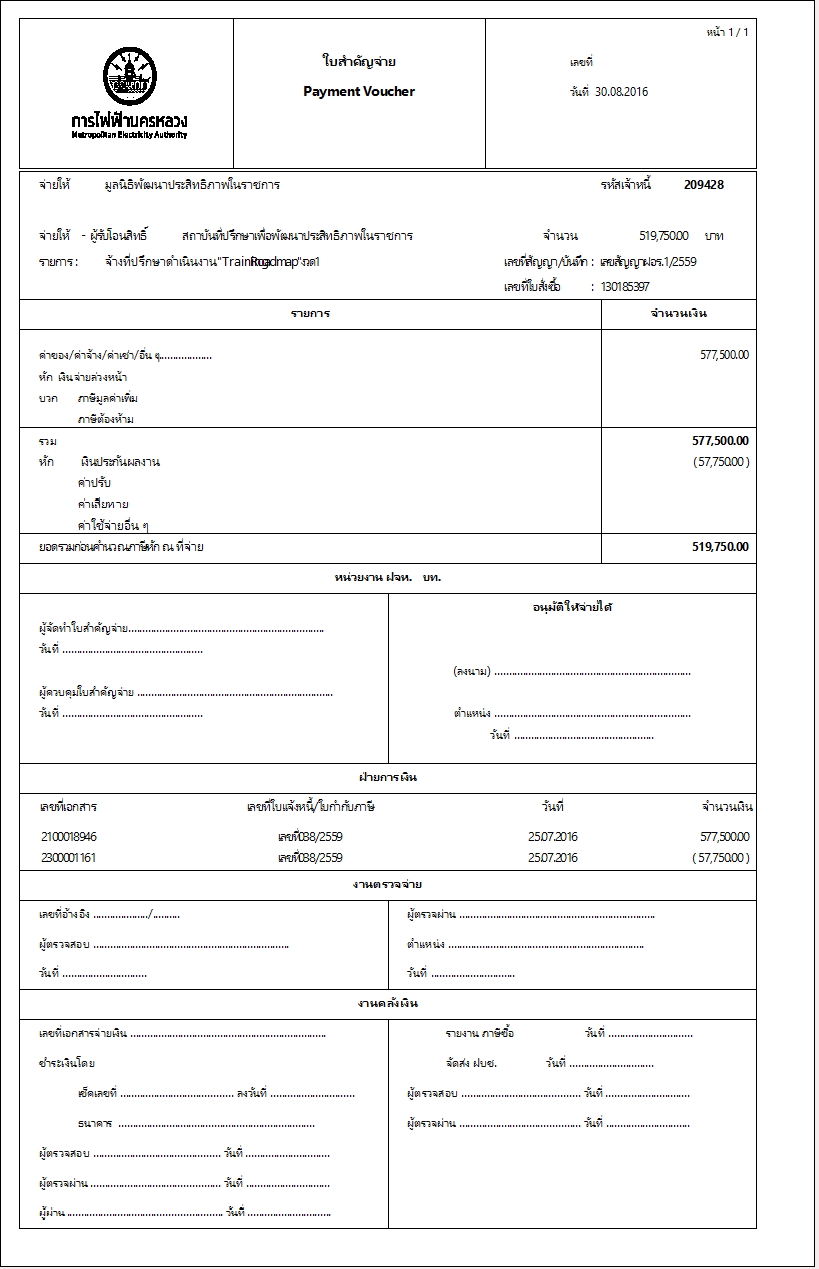 หน้า 1 / 1
การไฟฟ้านครหลวง
Metropolitan Electricity Authority
ใบสำคัญจ่าย
Payment Voucher
เลขที่
วันที่ 30.08.2016
จ่ายให้ มูลนิธิพัฒนาประสิทธิภาพในราชการ รหัสเจ้าหนี้ 209428
จ่ายให้ - ผู้รับโอนสิทธิ์ สถาบันที่ปรึกษาเพื่อพัฒนาประสิทธิภาพในราชการ จำนวน 519,750.00 บาท
รายการ : จ้างที่ปรึกษาดำเนินงาน"Training Roadmap"งวด1 เลขที่สัญญา/บันทึก : เลขสัญญาฝอร.1/2559
เลขที่ใบสั่งซื้อ : 130185397
รายการ จำนวนเงิน
ค่าของ/ค่าจ้าง/ค่าเช่า/อื่น ๆ.................. 577,500.00
หัก เงินจ่ายล่วงหน้า
บวก ภาษีมูลค่าเพิ่ม
ภาษีต้องห้าม
รวม 577,500.00
หัก เงินประกันผลงาน ( 57,750.00 )
ค่าปรับ
ค่าเสียหาย
ค่าใช้จ่ายอื่น ๆ
ยอดรวมก่อนคำนวณภาษีหัก ณ ที่จ่าย 519,750.00
หน่วยงาน ฝจห. บท.
อนุมัติให้จ่ายได้
ผู้จัดทำใบสำคัญจ่าย......................................................................
วันที่ ..................................................
(ลงนาม) ......................................................................
ผู้ควบคุมใบสำคัญจ่าย ......................................................................
วันที่ ..................................................
ตำแหน่ง ......................................................................
วันที่ ..................................................
ฝ่ายการเงิน
เลขที่เอกสาร เลขที่ใบแจ้งหนี้/ใบกำกับภาษี วันที่ จำนวนเงิน
2100018946 เลขที่038/2559 25.07.2016 577,500.00
2300001161 เลขที่038/2559 25.07.2016 ( 57,750.00 )
งานตรวจจ่าย
เลขที่อ้างอิง ..................../.......... ผู้ตรวจผ่าน ......................................................................
ผู้ตรวจสอบ ...................................................................... ตำแหน่ง ......................................................................
วันที่ .............................. วันที่ ..............................
งานคลังเงิน
เลขที่เอกสารจ่ายเงิน ...................................................................... รายงาน ภาษีซื้อ วันที่ ..............................
ชำระเงินโดย จัดส่ง ฝบช. วันที่ ..............................
เช็คเลขที่ ........................................ ลงวันที่ .............................. ผู้ตรวจสอบ ........................................... วันที่ ..............................
ธนาคาร ...................................................................... ผู้ตรวจผ่าน ........................................... วันที่ ..............................
ผู้ตรวจสอบ .............................................. วันที่ ..............................
ผู้ตรวจผ่าน .............................................. วันที่ ..............................
ผู้ผ่าน ........................................................ วันที่ ..............................